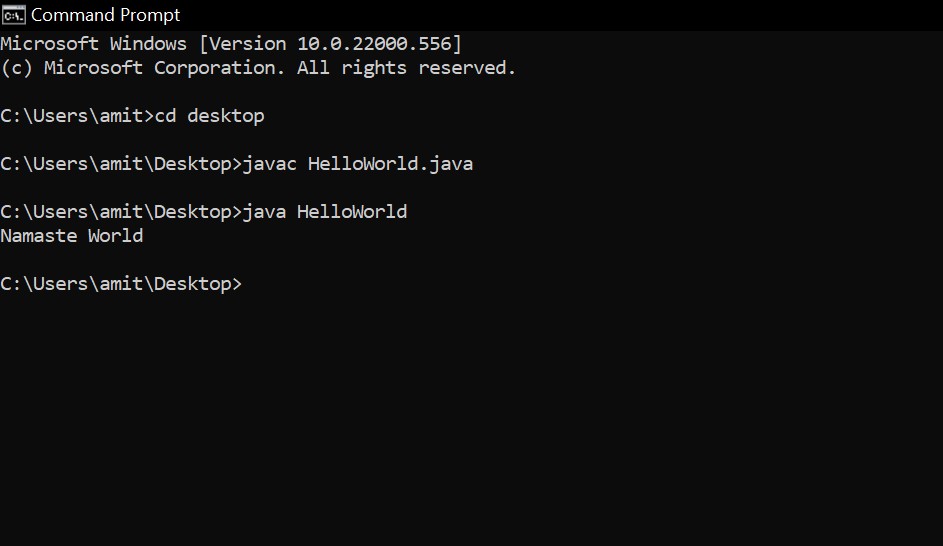 Command Prompt
Microsoft Windows [Version 10.0.22000.556]
(c) Microsoft Corporation. All rights reserved.
C:\Users\amit>cd desktop
C:\Users\amit\Desktop>javac HelloWorld.java
C:\Users\amit\Desktop>java HelloWorld
Namaste World
C:\Users\amit\Desktop>